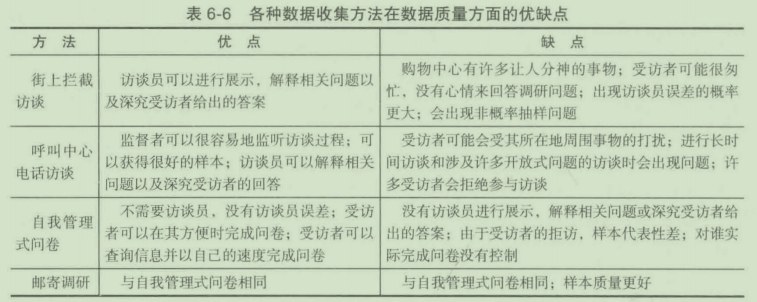 表 6-6 各种数据收集方法在数据质量方面的优缺点
方 法 优 点 缺 点
街上拦截访谈 访谈员可以进行展示，解释相关问题以及深究受访者给出的答案 购物中心有许多让人分神的事物；受访者可能很匆忙，没有心情来回答调研问题；出现访谈员误差的概率更大；会出现非概率抽样问题
呼叫中心电话访谈 监督者可以很容易地监听访谈过程；可以获得很好的样本；访谈员可以解释相关问题以及深究受访者的回答 受访者可能会受其所在地周围事物的打扰；进行长时间访谈和涉及许多开放式问题的访谈时会出现问题；许多受访者会拒绝参与访谈
自我管理式问卷 不需要访谈员，没有访谈员误差；受访者可以在其方便时完成问卷；受访者可以查询信息并以自己的速度完成问卷 没有访谈员进行展示，解释相关问题或深究受访者给出的答案；由于受访者的拒访，样本代表性差；对谁实际完成问卷没有控制
邮寄调研 与自我管理式问卷相同 与自我管理式问卷相同；样本质量更好